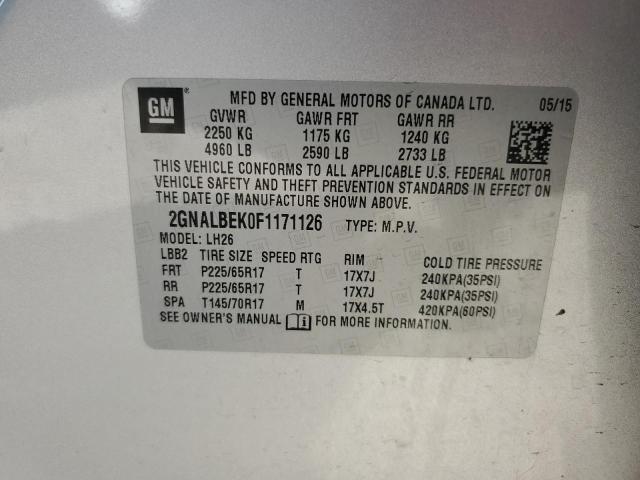 GM ®
MFD BY GENERAL MOTORS OF CANADA LTD. 05/15
GVWR GAWR FRT GAWR RR
2250 KG 1175 KG 1240 KG
4960 LB 2590 LB 2733 LB
THIS VEHICLE CONFORMS TO ALL APPLICABLE U.S. FEDERAL MOTOR
VEHICLE SAFETY AND THEFT PREVENTION STANDARDS IN EFFECT ON
THE DATE OF MANUFACTURE SHOWN ABOVE.
2GNALBEK0F1171126 TYPE: M.P.V.
MODEL: LH26
LBB2 TIRE SIZE SPEED RTG RIM COLD TIRE PRESSURE
FRT P225/65R17 T 17X7J 240KPA(35PSI)
RR P225/65R17 T 17X7J 240KPA(35PSI)
SPA T145/70R17 M 17X4.5T 420KPA(60PSI)
SEE OWNER'S MANUAL FOR MORE INFORMATION.